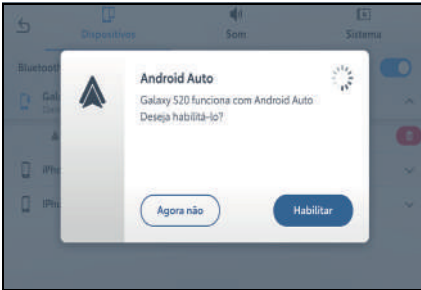 Dispositivos
Som
Sistema
Bluetooth
Android Auto
Galaxy S20 funciona com Android Auto
Deseja habilitá-lo?
Agora não
Habilitar